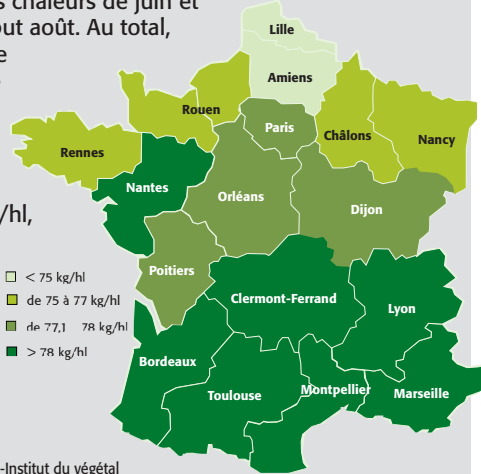 s chaleurs de juin et
out août. Au total,
e
/hl,
Lille
Amiens
Rouen
Paris
Châlons
Nancy
Rennes
Nantes
Orléans
Dijon
Poitiers
Clermont-Ferrand
Lyon
Bordeaux
Toulouse
Montpellier
Marseille
< 75 kg/hl
de 75 à 77 kg/hl
de 77,1 78 kg/hl
> 78 kg/hl
-Institut du végétal